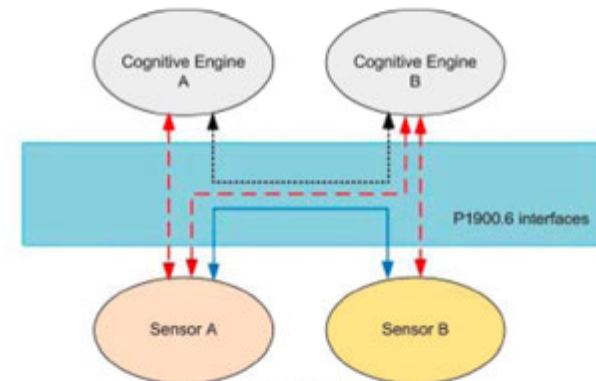 Cognitive Engine
A
Cognitive Engine
B
P1900.6 interfaces
Sensor A
Sensor B